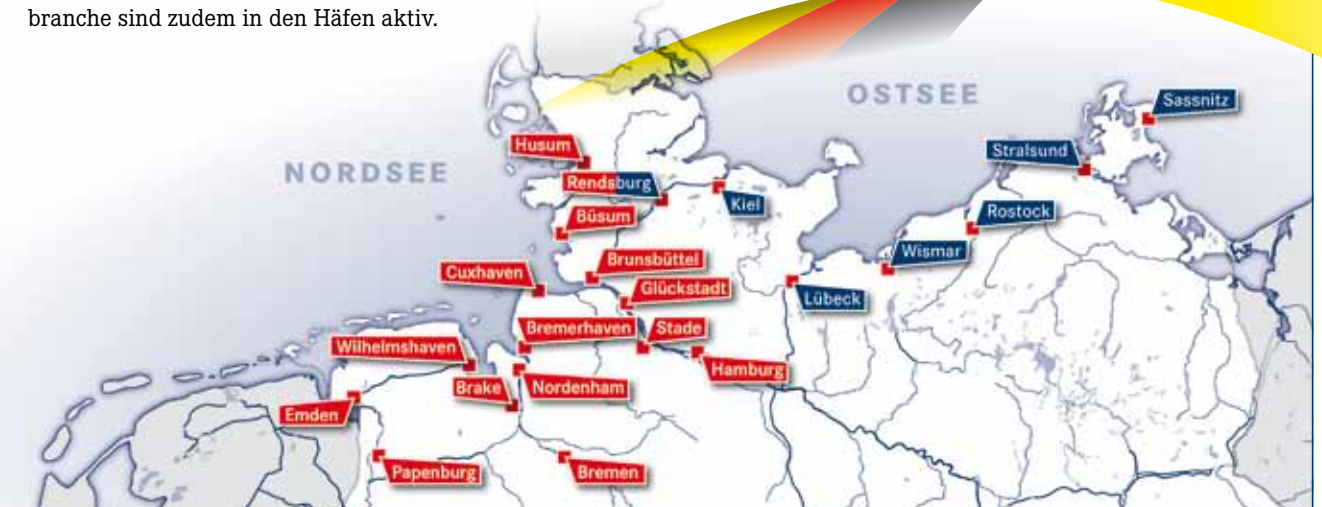 branche sind zudem in den Häfen aktiv.
OSTSEE
Sassnitz
Husum
Stralsund
NORDSEE
Rendsburg
Kiel
Rostock
Büsum
Wismar
Brunsbüttel
Cuxhaven
Glückstadt
Lübeck
Bremerhaven
Stade
Wilhelmshaven
Hamburg
Brake
Nordenham
Emden
Papenburg
Bremen